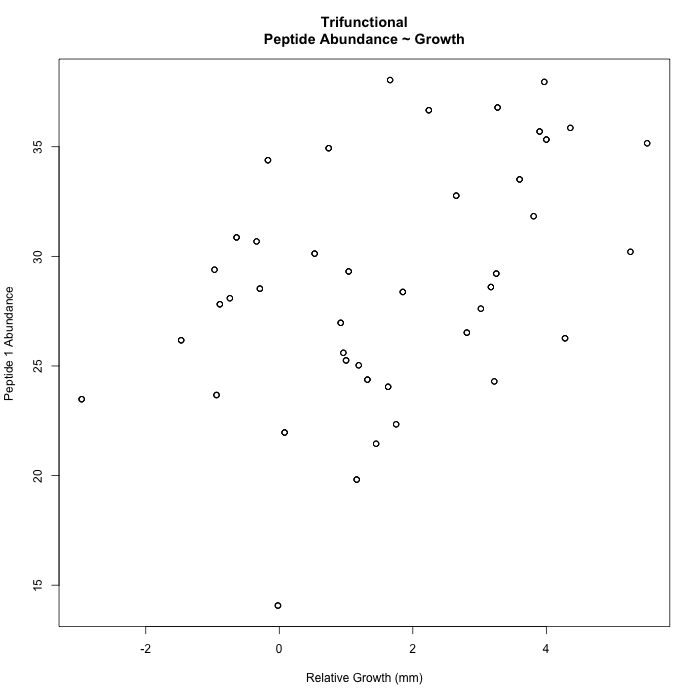 Trifunctional
Peptide Abundance ~ Growth
35
30
25
20
15
Peptide 1 Abundance
-2 0 2 4
Relative Growth (mm)